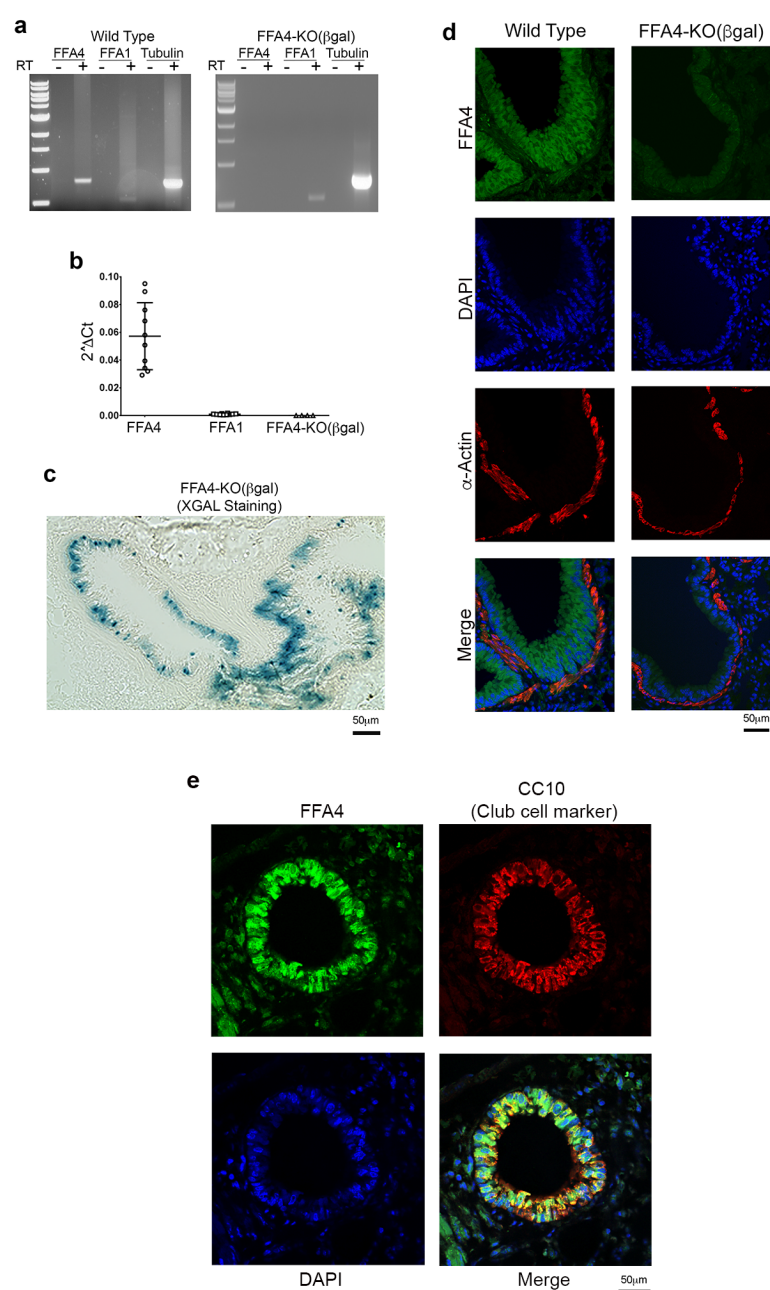 a
Wild Type
FFA4 FFA1 Tubulin
RT - + - + - +
FFA4-KO(βgal)
FFA4 FFA1 Tubulin
RT - + - + - +
b
2^ΔCt
0.10
0.08
0.06
0.04
0.02
0.00
FFA4 FFA1 FFA4-KO(βgal)
c
FFA4-KO(βgal)
(XGAL Staining)
50μm
d
Wild Type FFA4-KO(βgal)
FFA4
DAPI
α-Actin
Merge
50μm
e
FFA4
CC10
(Club cell marker)
DAPI Merge
50μm